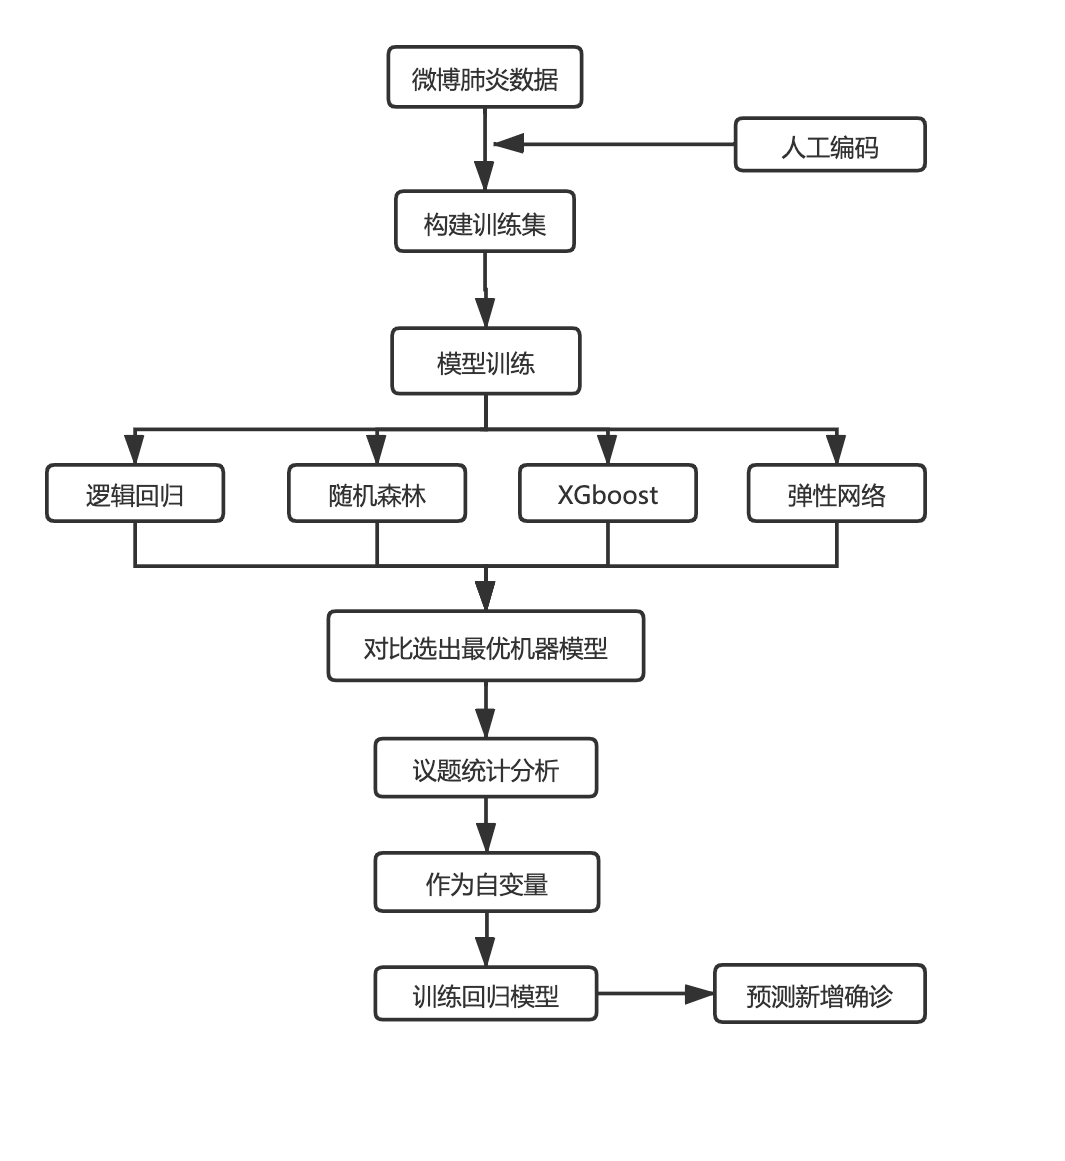 微博肺炎数据
人工编码
构建训练集
模型训练
逻辑回归
随机森林
XGboost
弹性网络
对比选出最优机器模型
议题统计分析
作为自变量
训练回归模型
预测新增确诊